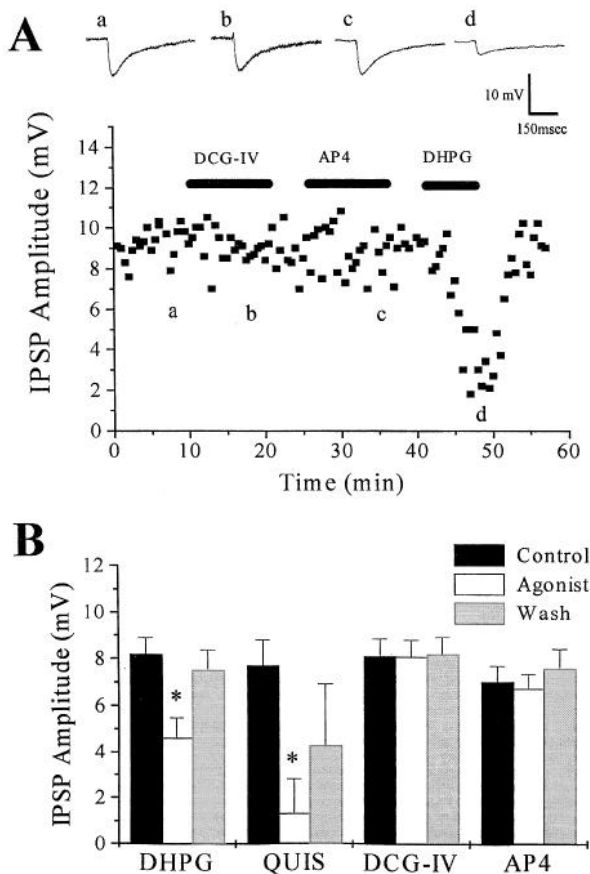 A
a b c d
10 mV
150msec
DCG-IV AP4 DHPG
IPSP Amplitude (mV)
14
12
10
8
6
4
2
0
a b c d
0 10 20 30 40 50 60
Time (min)
B
Control
Agonist
Wash
IPSP Amplitude (mV)
12
10
8
6
4
2
0
* *
DHPG QUIS DCG-IV AP4